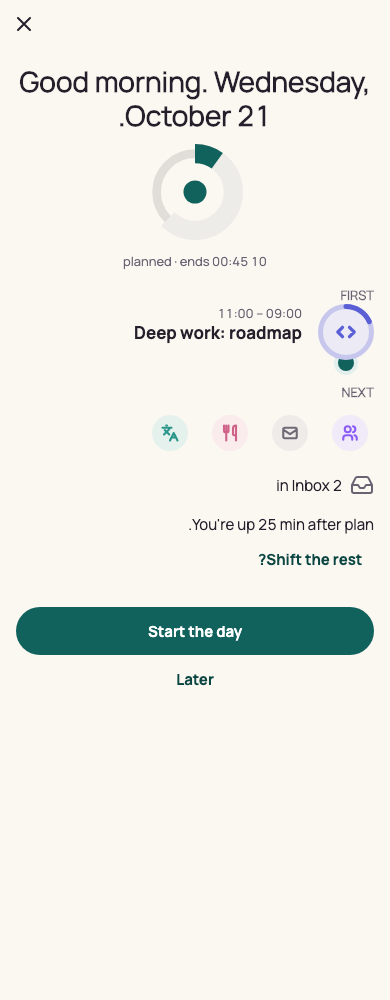 Good morning. Wednesday,
.October 21
planned · ends 00:45 10
FIRST
11:00 – 09:00
Deep work: roadmap
NEXT
in Inbox 2
.You're up 25 min after plan
?Shift the rest
Start the day
Later